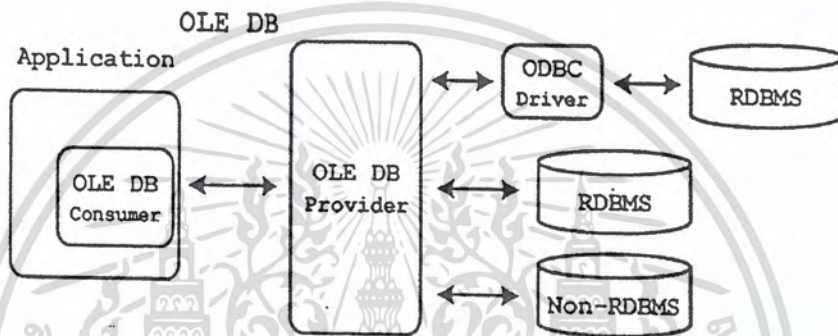 OLE DB
Application
OLE DB
Consumer
OLE DB
Provider
ODBC
Driver
RDBMS
RDBMS
Non-RDBMS